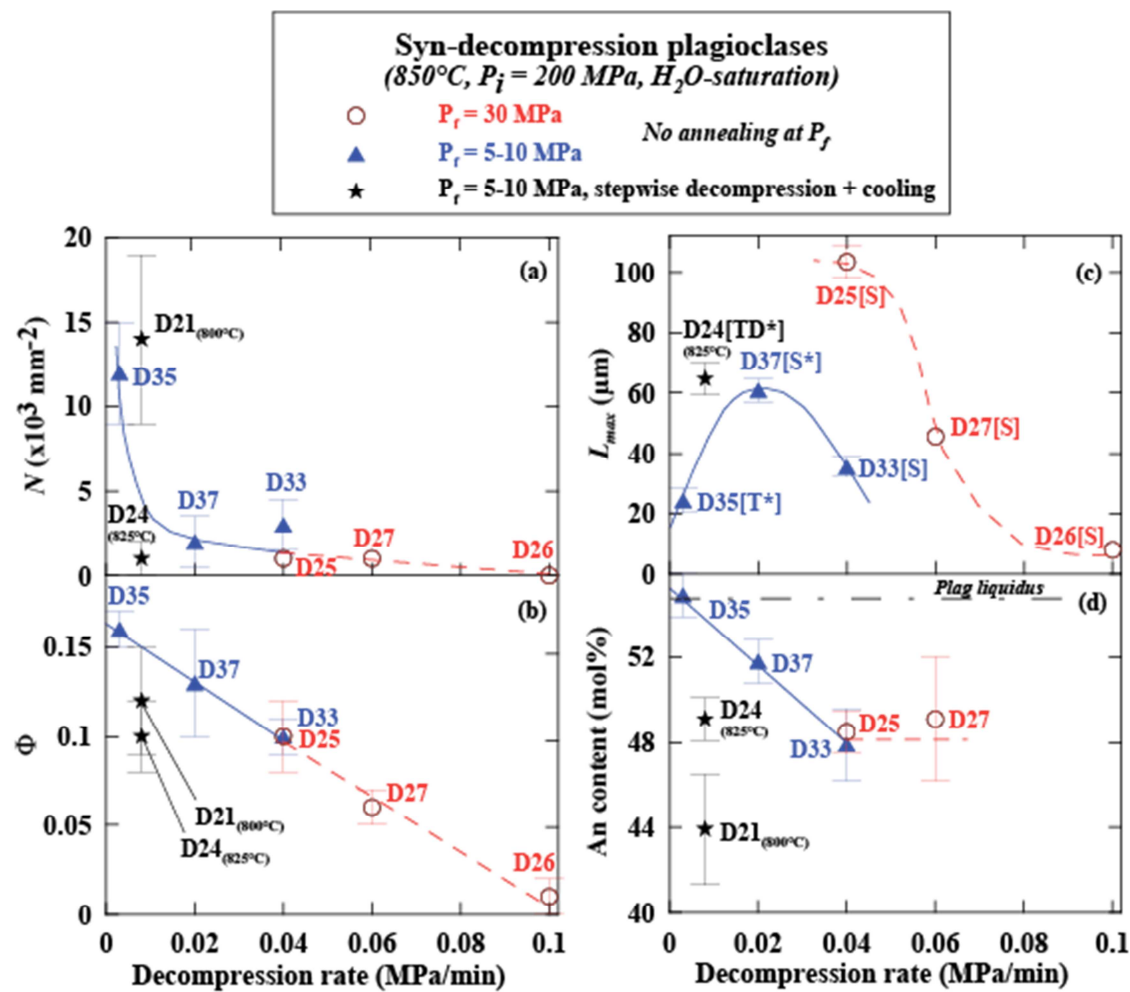 Syn-decompression plagioclases
(850°C, Pi = 200 MPa, H2O-saturation)
Pf = 30 MPa
No annealing at Pf
Pf = 5-10 MPa
Pf = 5-10 MPa, stepwise decompression + cooling
(a)
N (x10³ mm⁻²)
20
15
10
5
0
D21(800°C)
D35
D24
(825°C)
D37
D33
D25
D27
D26
(c)
Lmax (µm)
100
80
60
40
20
0
D25[S]
D24[TD*]
(825°C)
D37[S*]
D27[S]
D33[S]
D35[T*]
D26[S]
(b)
Φ
0.15
0.1
0.05
0
D35
D37
D33
D25
D27
D21(800°C)
D24(825°C)
D26
0 0.02 0.04 0.06 0.08 0.1
Decompression rate (MPa/min)
(d)
Plag liquidus
An content (mol%)
52
48
44
40
D35
D37
D24
(825°C)
D25
D27
D33
D21(800°C)
0 0.02 0.04 0.06 0.08 0.1
Decompression rate (MPa/min)